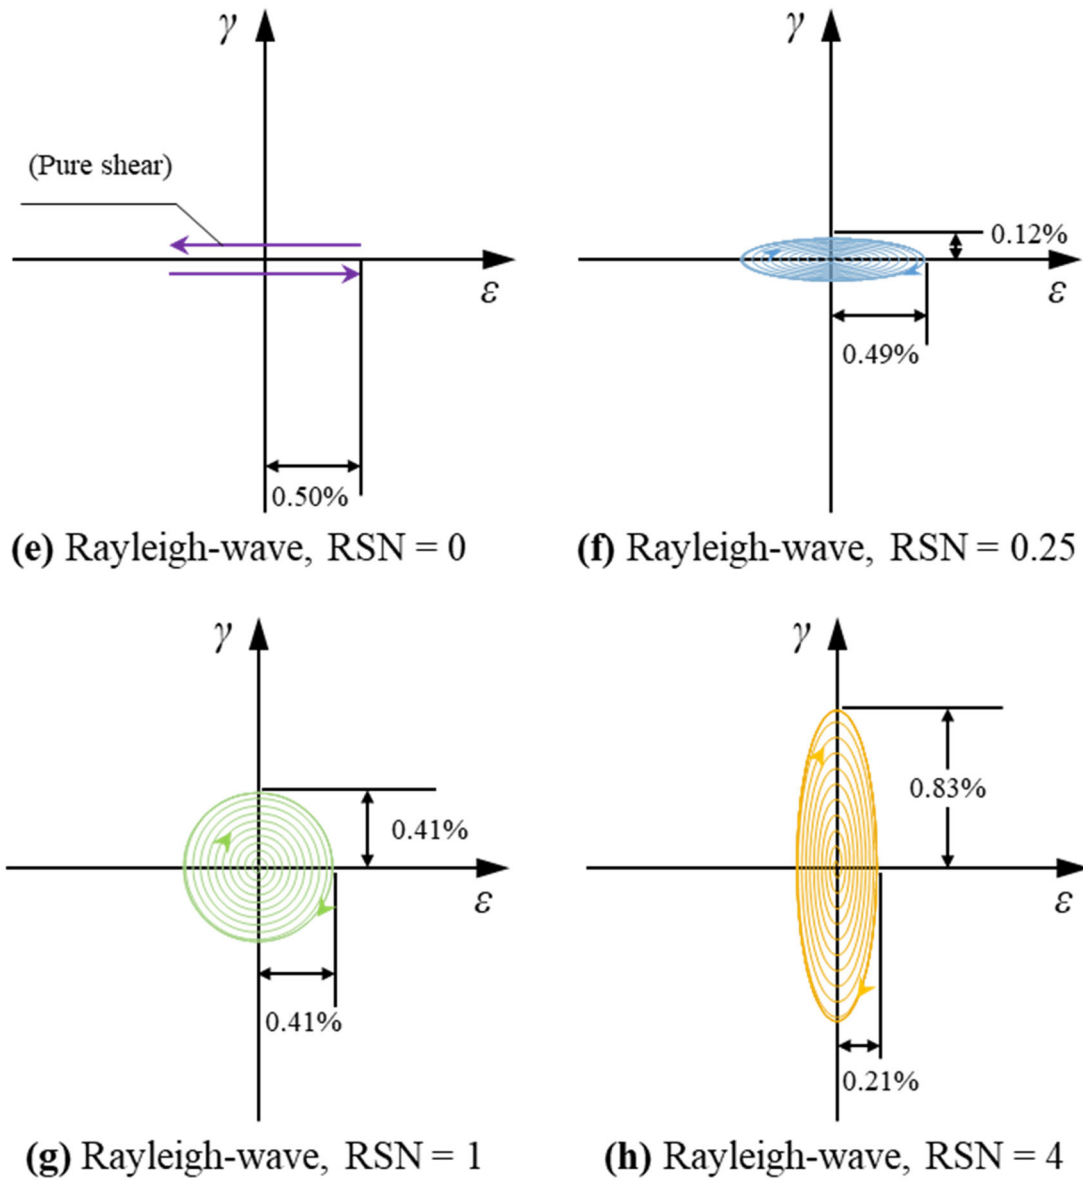 γ
(Pure shear)
ε
0.50%
(e) Rayleigh-wave, RSN = 0
γ
0.12%
ε
0.49%
(f) Rayleigh-wave, RSN = 0.25
γ
0.41%
ε
0.41%
(g) Rayleigh-wave, RSN = 1
γ
0.83%
ε
0.21%
(h) Rayleigh-wave, RSN = 4